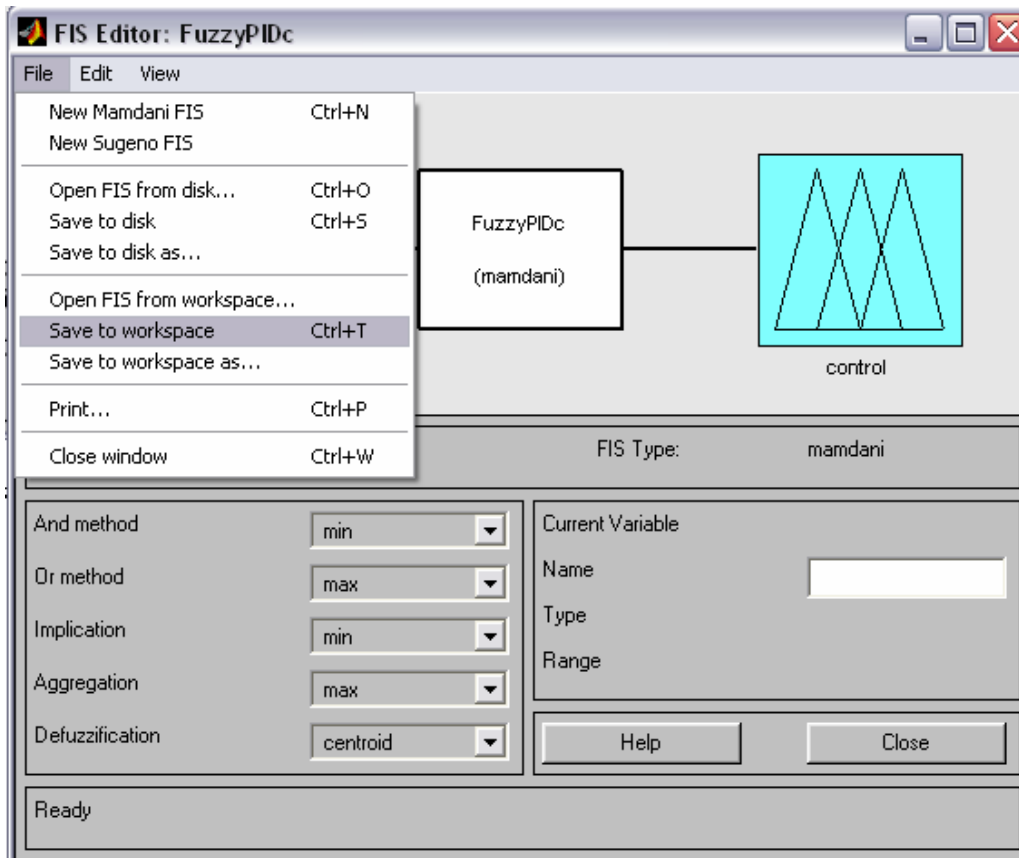 FIS Editor: FuzzyPIDc
File Edit View
New Mamdani FIS Ctrl+N
New Sugeno FIS
Open FIS from disk... Ctrl+O
Save to disk Ctrl+S
Save to disk as...
Open FIS from workspace...
Save to workspace Ctrl+T
Save to workspace as...
Print... Ctrl+P
Close window Ctrl+W
FuzzyPIDc
(mamdani)
control
FIS Type: mamdani
And method min
Or method max
Implication min
Aggregation max
Defuzzification centroid
Current Variable
Name
Type
Range
Help Close
Ready